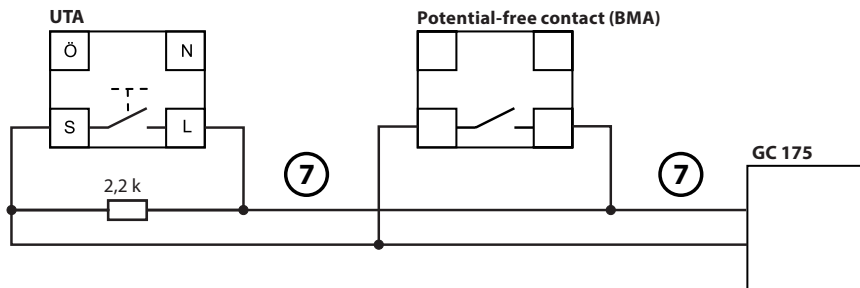 UTA
Potential-free contact (BMA)
Ö
N
S
L
GC 175
7
7
2,2 k